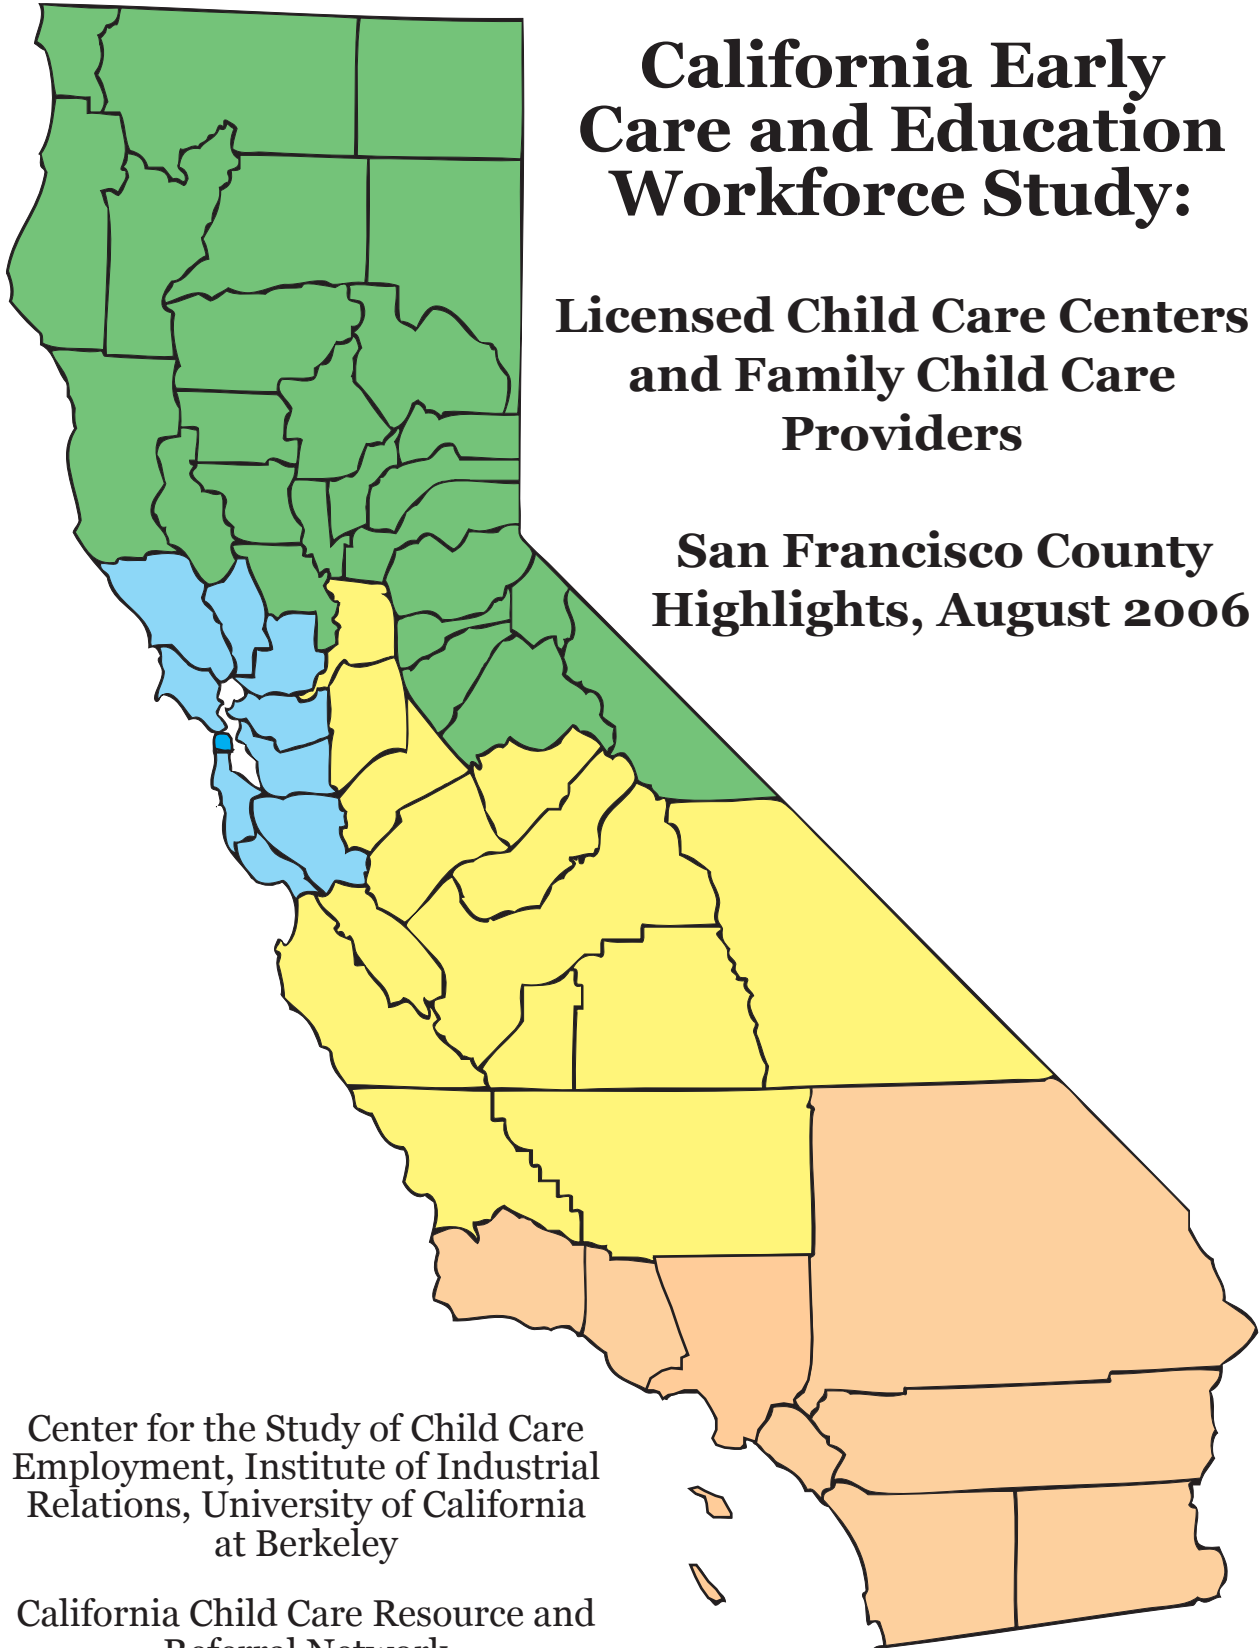 California Early
Care and Education
Workforce Study:
Licensed Child Care Centers
and Family Child Care
Providers
San Francisco County
Highlights, August 2006
Center for the Study of Child Care
Employment, Institute of Industrial
Relations, University of California
at Berkeley
California Child Care Resource and
Referral Network